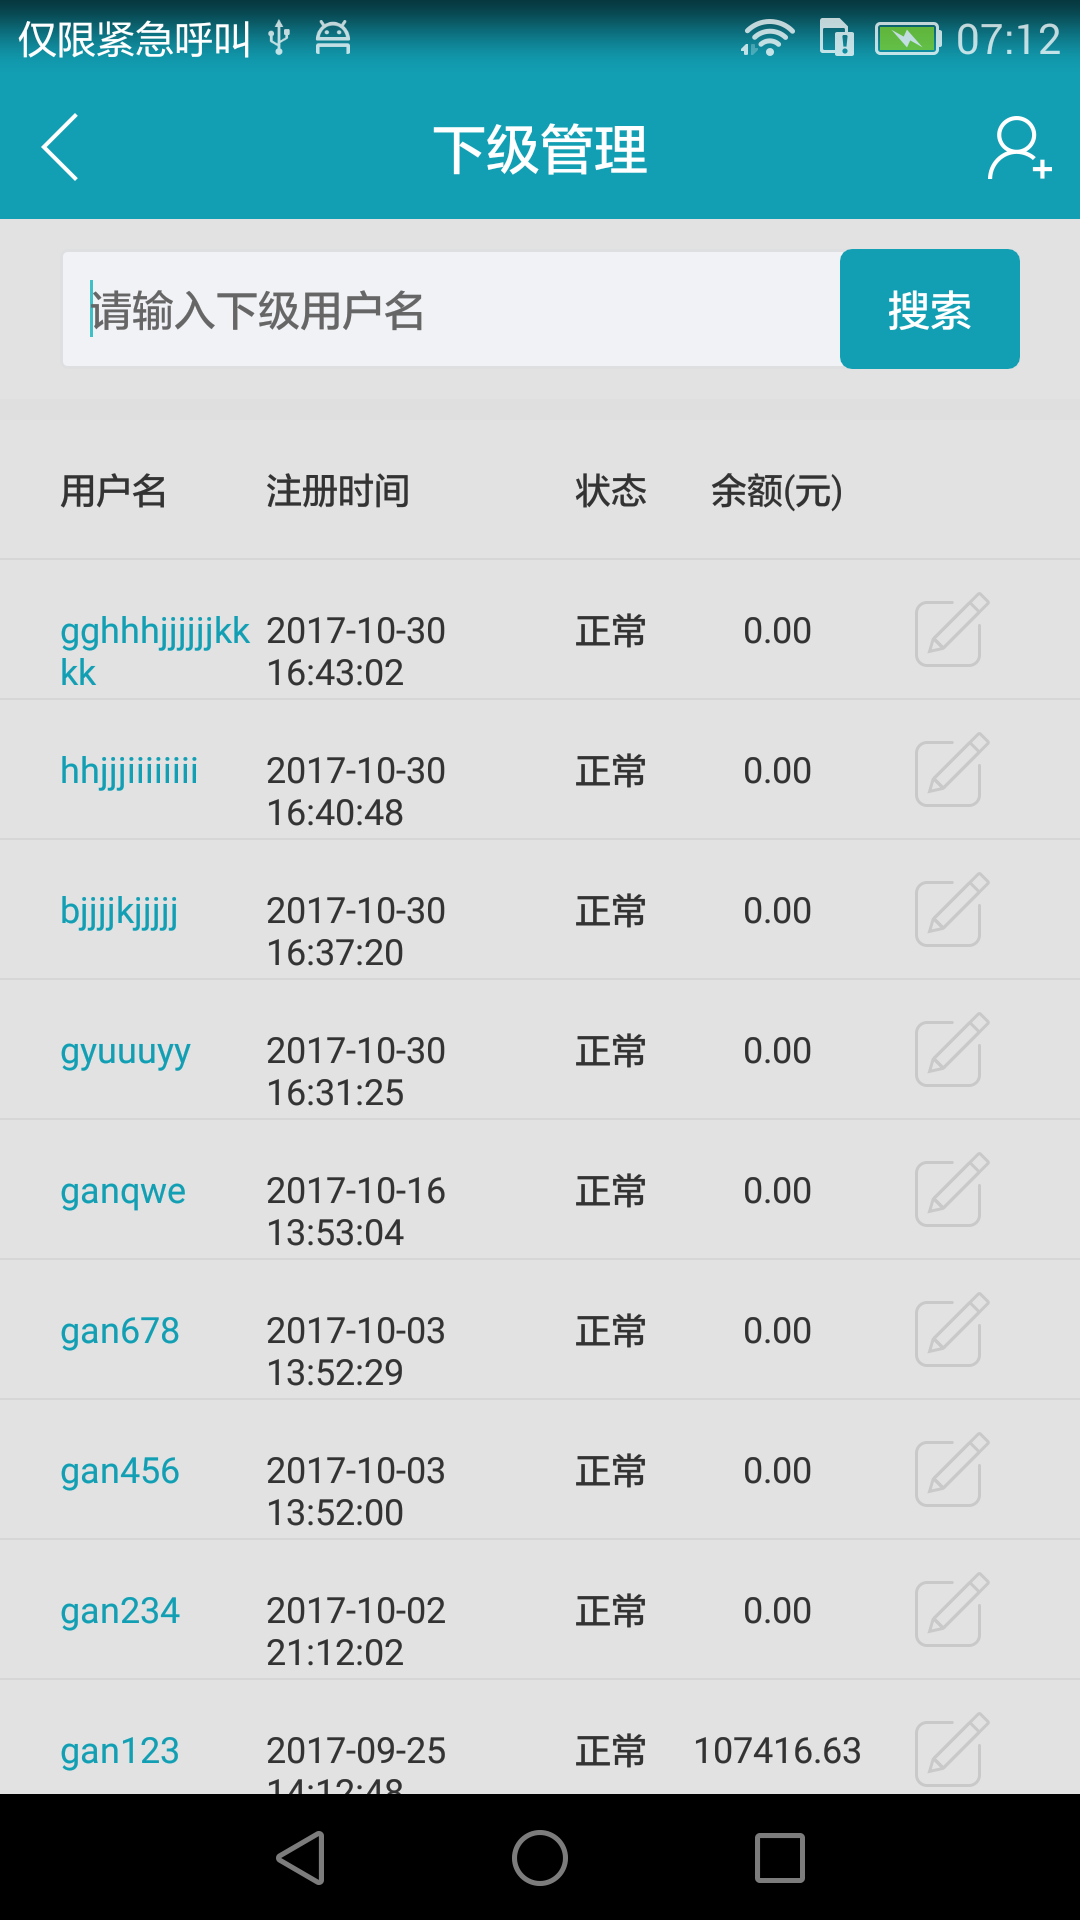 仅限紧急呼叫 07:12
下级管理
请输入下级用户名 搜索
用户名 注册时间 状态 余额(元)
gghhhjjjjjjkk 2017-10-30 正常 0.00
kk 16:43:02
hhjjjiiiiiiii 2017-10-30 正常 0.00
16:40:48
bjjjjkjjjjj 2017-10-30 正常 0.00
16:37:20
gyuuuyy 2017-10-30 正常 0.00
16:31:25
ganqwe 2017-10-16 正常 0.00
13:53:04
gan678 2017-10-03 正常 0.00
13:52:29
gan456 2017-10-03 正常 0.00
13:52:00
gan234 2017-10-02 正常 0.00
21:12:02
gan123 2017-09-25 正常 107416.63
14:12:48